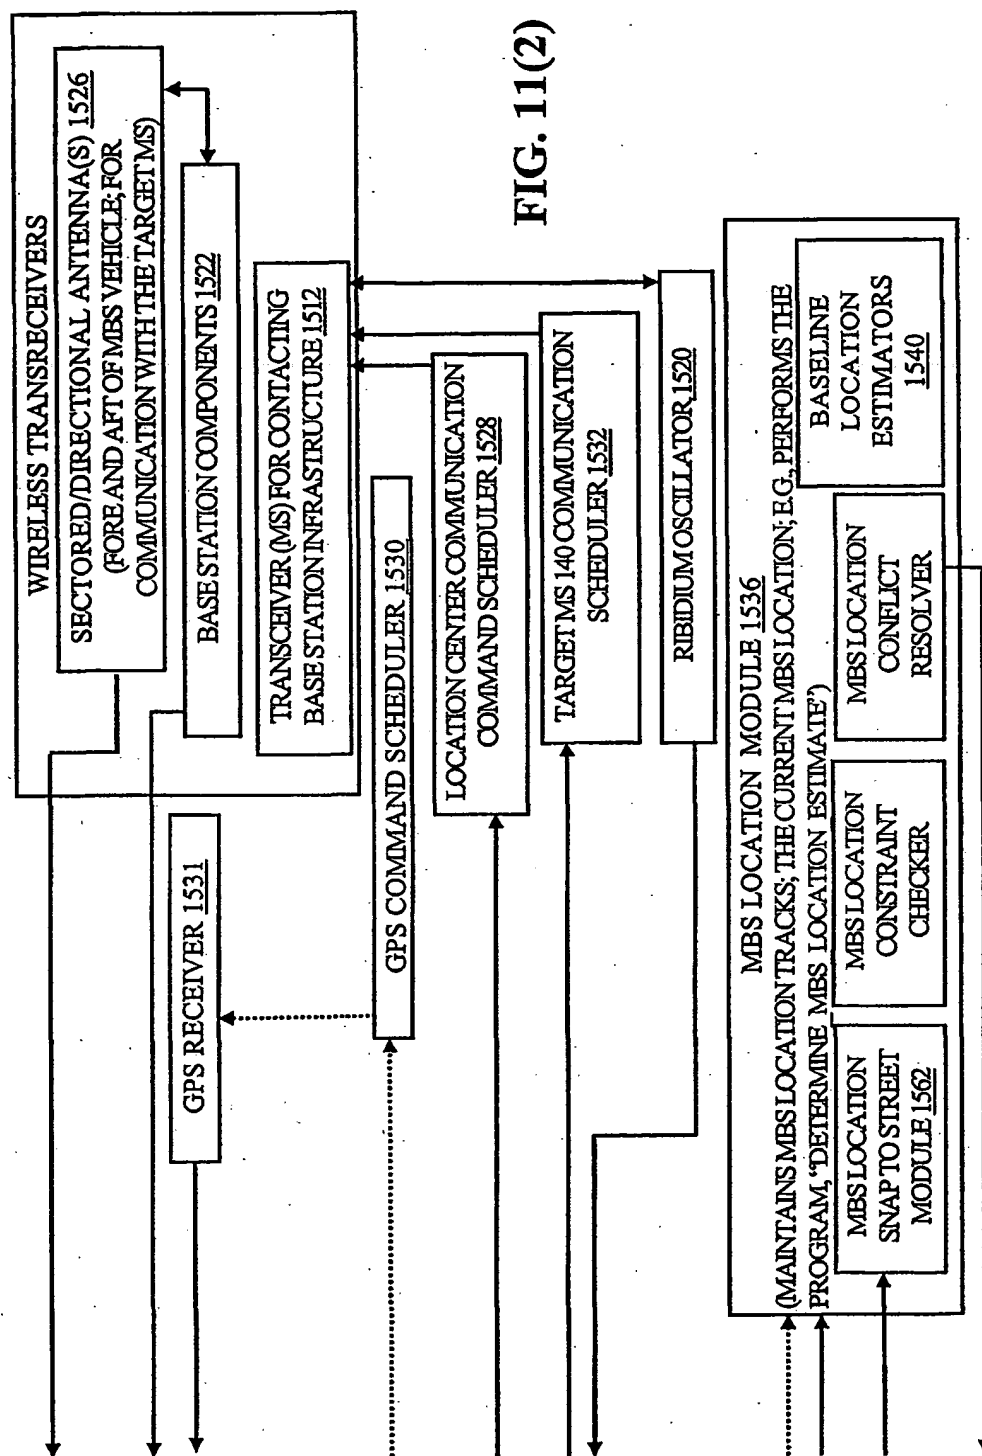 WIRELESS TRANSRECEIVERS
SECTORED/DIRECTIONAL ANTENNA(S) 1526
(FORE AND AFT OF MBS VEHICLE; FOR
COMMUNICATION WITH THE TARGET MS)
BASE STATION COMPONENTS 1522
TRANSCEIVER (MS) FOR CONTACTING
BASE STATION INFRASTRUCTURE 1512
GPS RECEIVER 1531
GPS COMMAND SCHEDULER 1530
LOCATION CENTER COMMUNICATION
COMMAND SCHEDULER 1528
TARGET MS 140 COMMUNICATION
SCHEDULER 1532
RIBIDIUM OSCILLATOR 1520
FIG. 11(2)
MBS LOCATION MODULE 1536
(MAINTAINS MBS LOCATION TRACKS; THE CURRENT MBS LOCATION; E.G., PERFORMS THE
PROGRAM, "DETERMINE MBS LOCATION ESTIMATE")
MBS LOCATION
SNAP TO STREET
MODULE 1562
MBS LOCATION
CONSTRAINT
CHECKER
MBS LOCATION
CONFLICT
RESOLVER
BASELINE
LOCATION
ESTIMATORS
1540